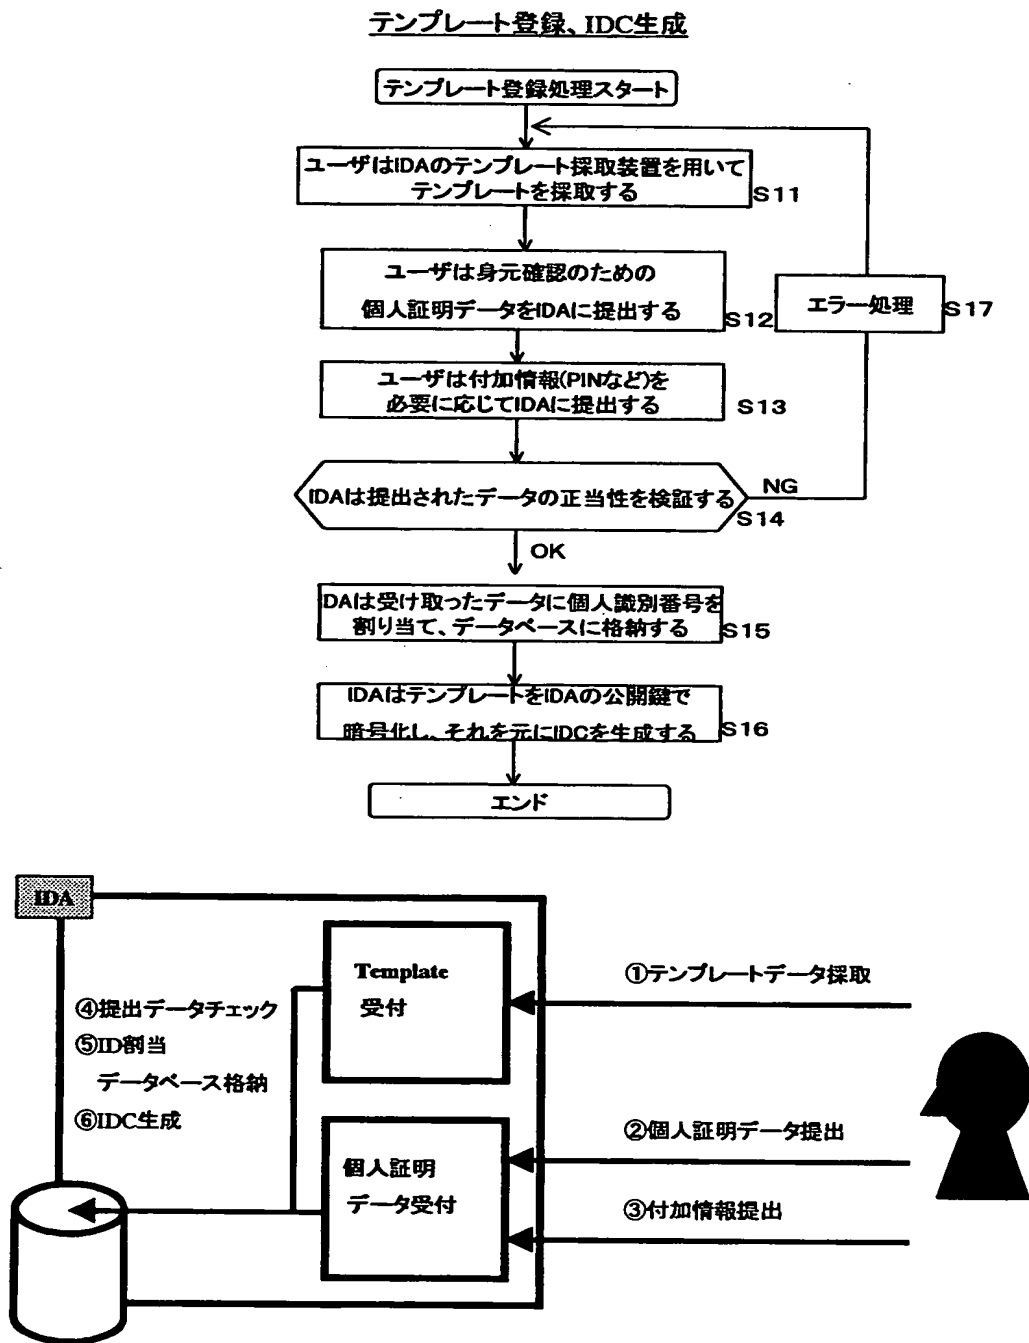 テンプレート登録、IDC生成
テンプレート登録処理スタート
ユーザはIDAのテンプレート採取装置を用いて
テンプレートを採取する
S11
ユーザは身元確認のための
個人証明データをIDAに提出する
S12
エラー処理
S17
ユーザは付加情報(PINなど)を
必要に応じてIDAに提出する
S13
IDAは提出されたデータの正当性を検証する
S14
NG
OK
IDAは受け取ったデータに個人識別番号を
割り当て、データベースに格納する
S15
IDAはテンプレートをIDAの公開鍵で
暗号化し、それを元にIDCを生成する
S16
エンド
IDA
Template
受付
①テンプレートデータ採取
④提出データチェック
⑤ID割当
データベース格納
⑥IDC生成
②個人証明データ提出
個人証明
データ受付
③付加情報提出